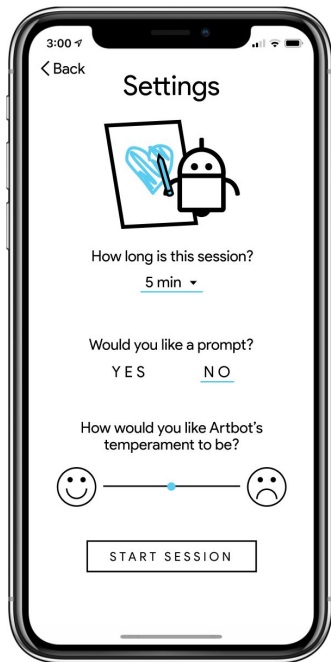 3:00
Back
Settings
How long is this session?
5 min
Would you like a prompt?
YES NO
How would you like Artbot's
temperament to be?
START SESSION